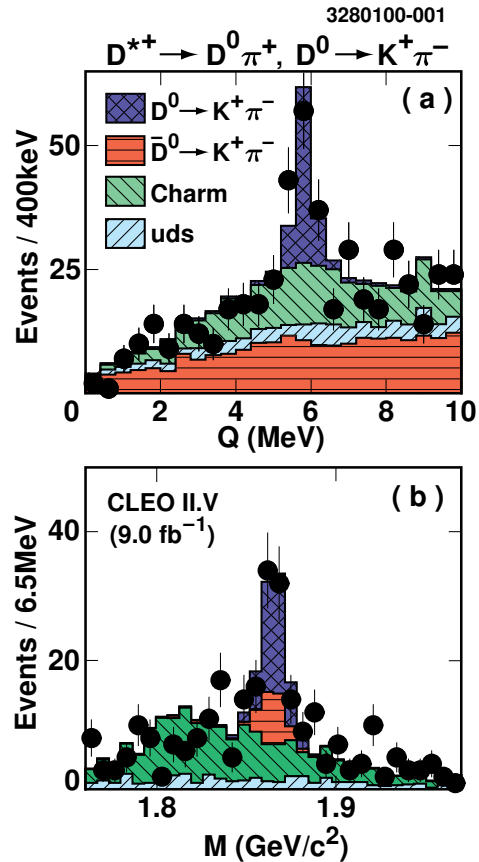 3280100-001
D*+ → D⁰π⁺, D⁰ → K⁺π⁻
(a)
D⁰ → K⁺π⁻
D̄⁰ → K⁺π⁻
Charm
uds
Events / 400keV
50
25
0
0 2 4 6 8 10
Q (MeV)
(b)
CLEO II.V
(9.0 fb⁻¹)
Events / 6.5MeV
40
20
0
1.8 1.9
M (GeV/c²)